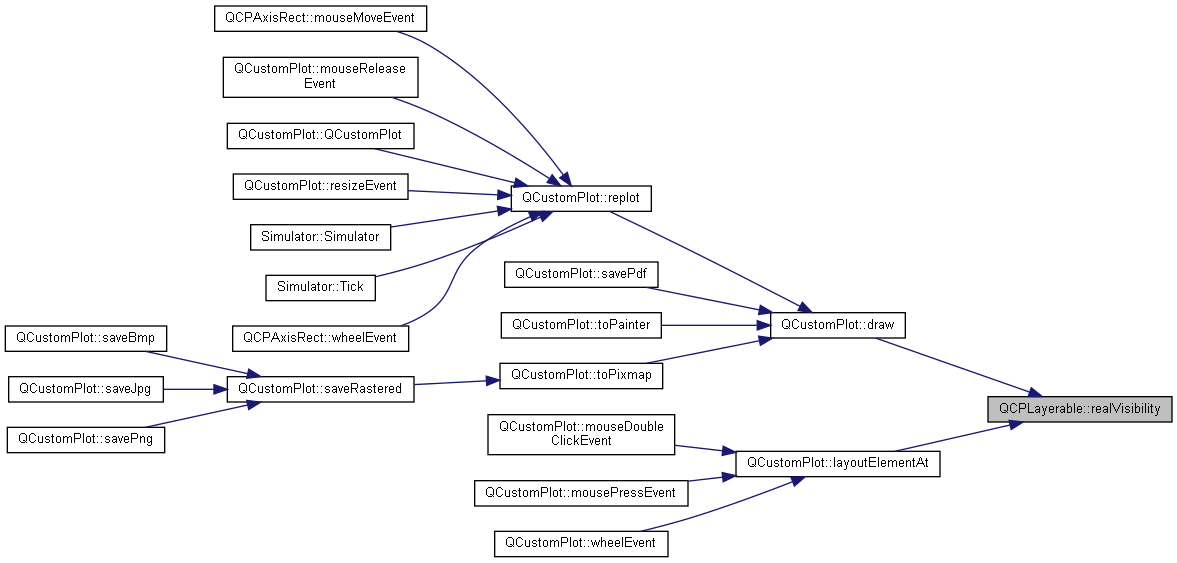 QCPAxisRect::mouseMoveEvent
QCustomPlot::mouseRelease
Event
QCustomPlot::QCustomPlot
QCustomPlot::resizeEvent
QCustomPlot::replot
Simulator::Simulator
Simulator::Tick
QCustomPlot::savePdf
QCustomPlot::toPainter
QCustomPlot::draw
QCPAxisRect::wheelEvent
QCustomPlot::saveBmp
QCustomPlot::saveJpg
QCustomPlot::saveRastered
QCustomPlot::toPixmap
QCustomPlot::savePng
QCPLayerable::realVisibility
QCustomPlot::mouseDouble
ClickEvent
QCustomPlot::layoutElementAt
QCustomPlot::mousePressEvent
QCustomPlot::wheelEvent